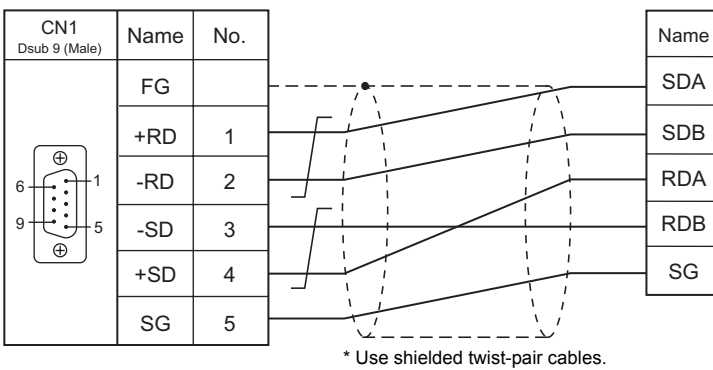 CN1
Dsub 9 (Male)
Name No.
FG
+RD 1
-RD 2
-SD 3
+SD 4
SG 5
6 1
9 5
Name
SDA
SDB
RDA
RDB
SG
* Use shielded twist-pair cables.